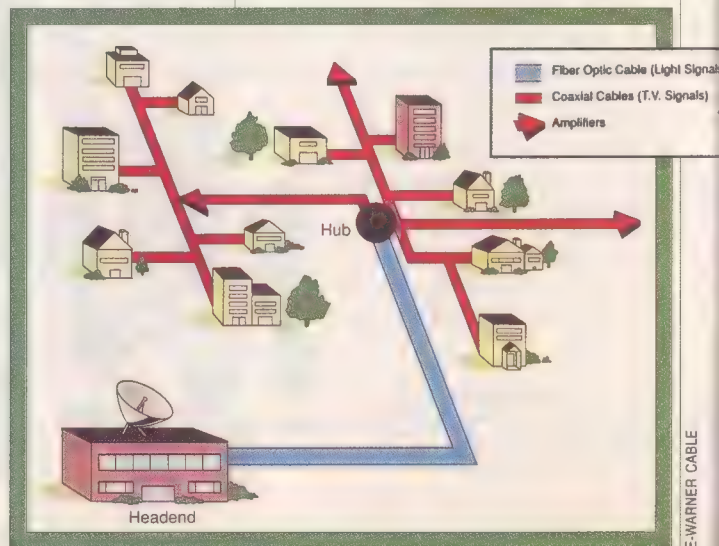 Fiber Optic Cable (Light Signals
Coaxial Cables (T.V. Signals)
Amplifiers
Hub
Headend
E-WARNER CABLE